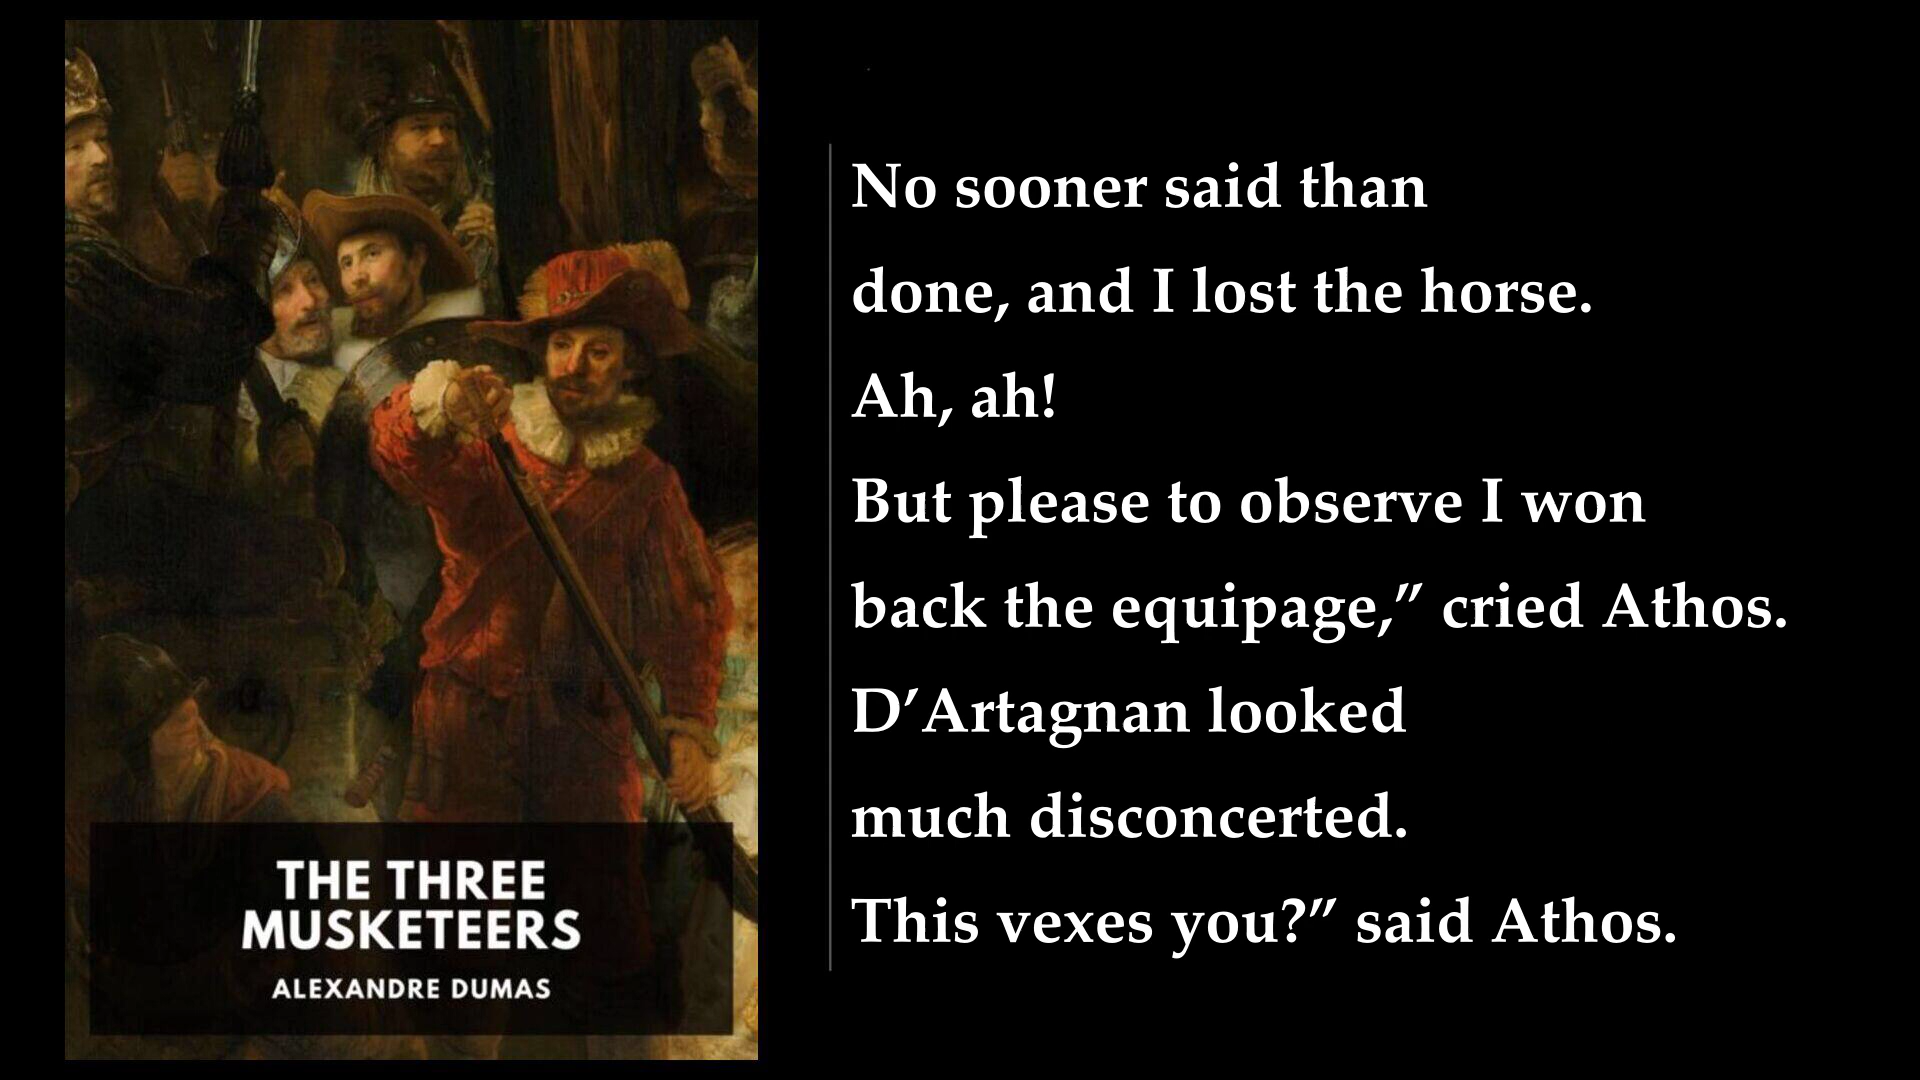 THE THREE
MUSKETEERS
ALEXANDRE DUMAS
No sooner said than
done, and I lost the horse.
Ah, ah!
But please to observe I won
back the equipage,” cried Athos.
D’Artagnan looked
much disconcerted.
This vexes you?” said Athos.